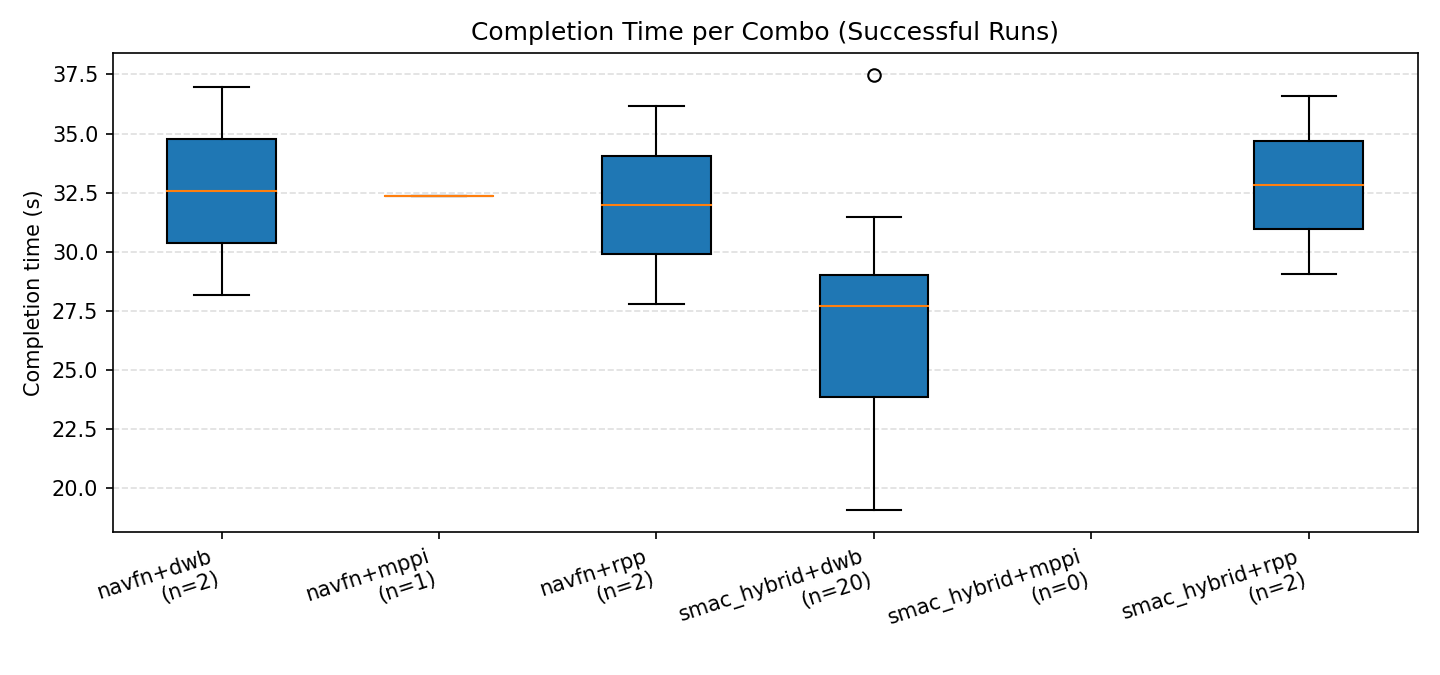 Completion Time per Combo (Successful Runs)
Completion time (s)
37.5
35.0
32.5
30.0
27.5
25.0
22.5
20.0
navfn+dwb
(n=2)
navfn+mppi
(n=1)
navfn+rpp
(n=2)
smac_hybrid+dwb
(n=20)
smac_hybrid+mppi
(n=0)
smac_hybrid+rpp
(n=2)